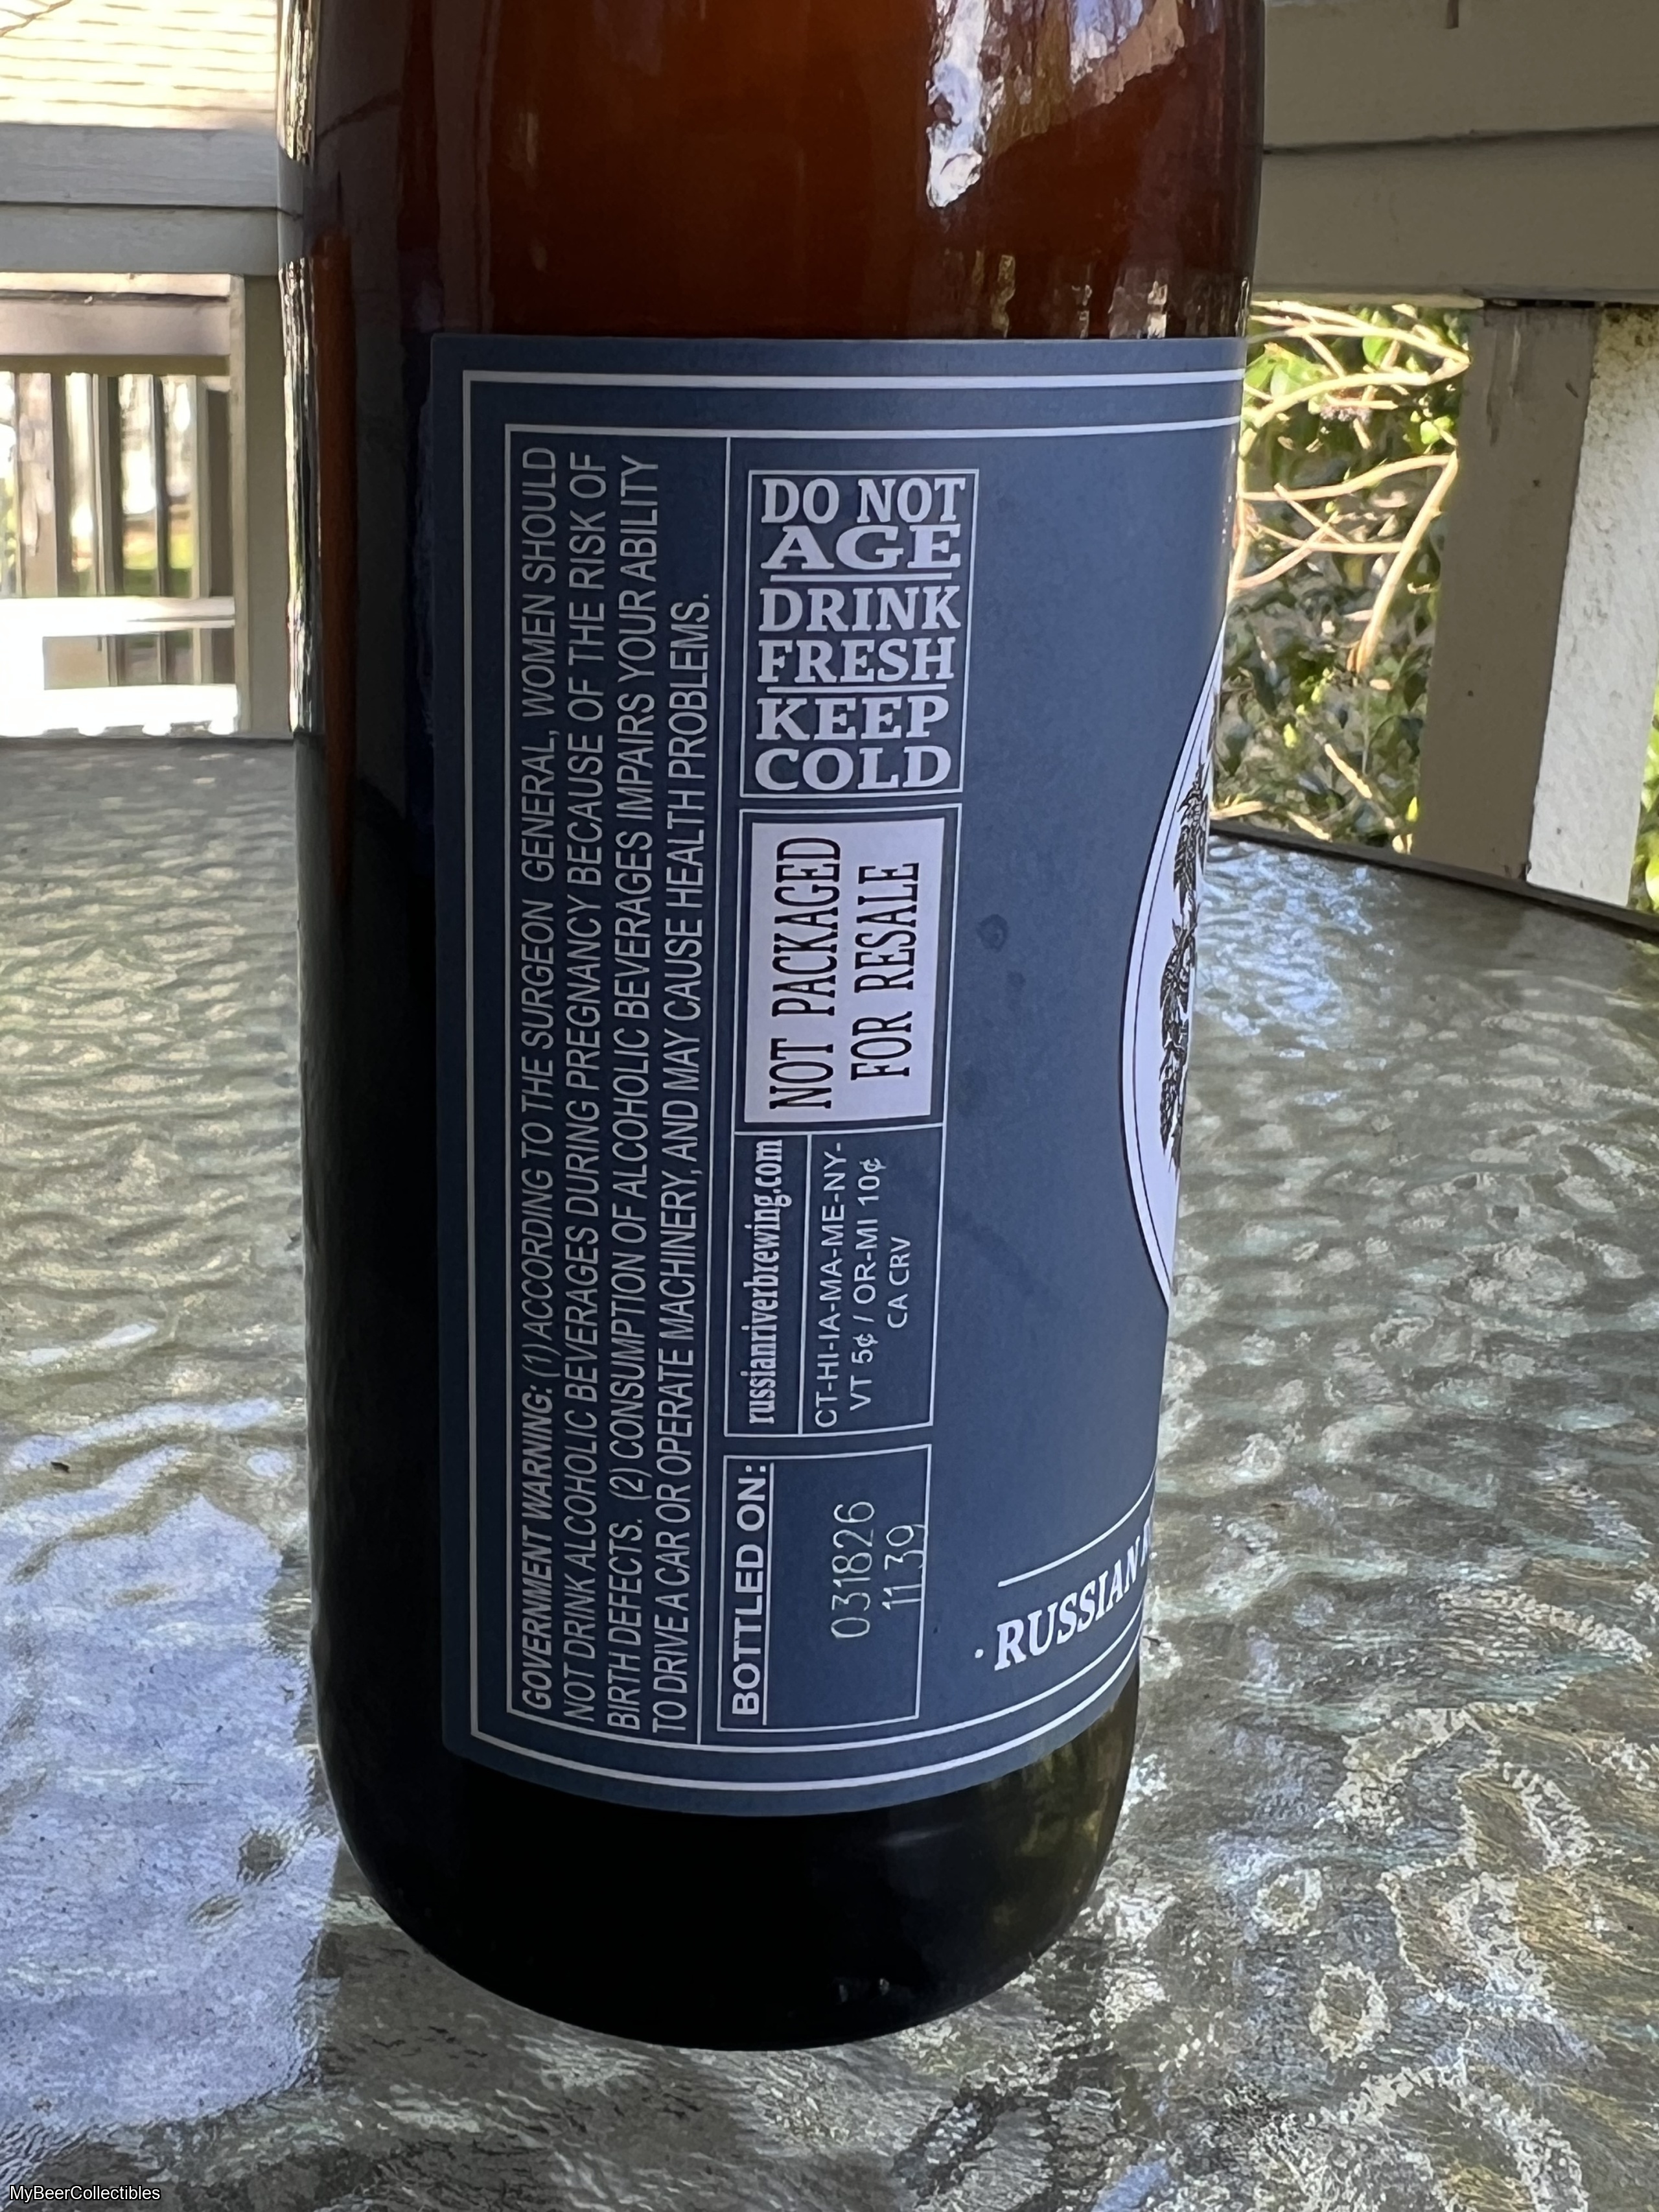 GOVERNMENT WARNING: (1) ACCORDING TO THE SURGEON GENERAL, WOMEN SHOULD
NOT DRINK ALCOHOLIC BEVERAGES DURING PREGNANCY BECAUSE OF THE RISK OF
BIRTH DEFECTS. (2) CONSUMPTION OF ALCOHOLIC BEVERAGES IMPAIRS YOUR ABILITY
TO DRIVE A CAR OR OPERATE MACHINERY, AND MAY CAUSE HEALTH PROBLEMS.
DO NOT
AGE
DRINK
FRESH
KEEP
COLD
NOT PACKAGED
FOR RESALE
russianriverbrewing.com
CT-HI-IA-MA-ME-NY-
VT 5¢ / OR-MI 10¢
CA CRV
BOTTLED ON:
031826
11 39
· RUSSIAN
MyBeerCollectibles